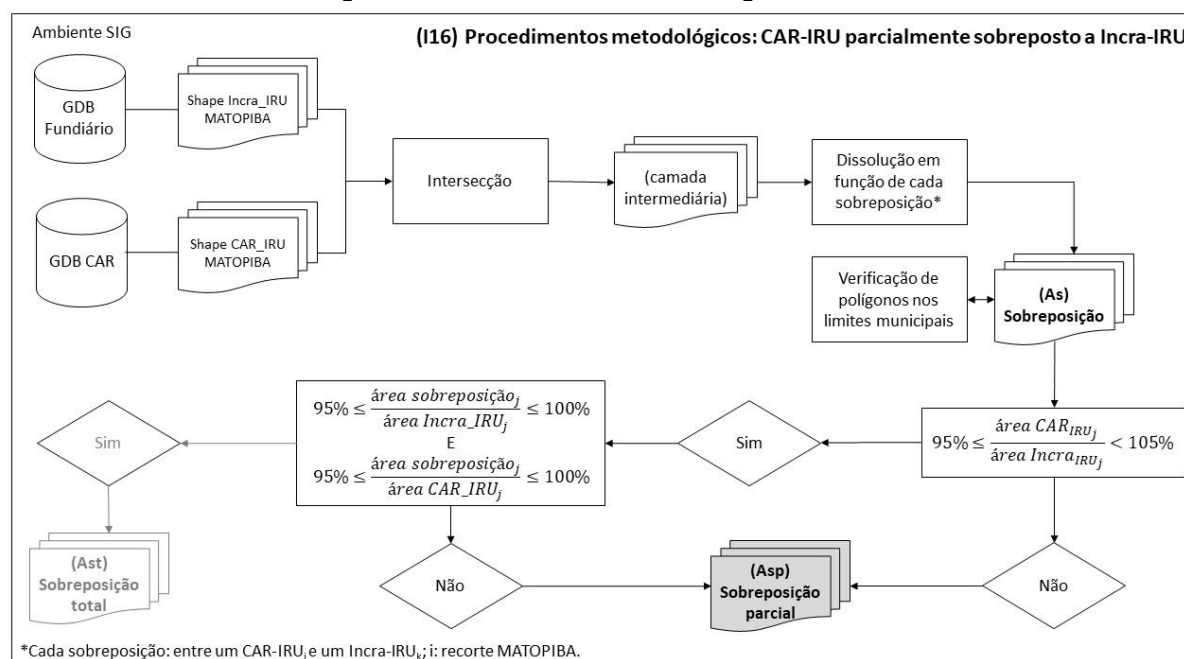 Ambiente SIG
(I16) Procedimentos metodológicos: CAR-IRU parcialmente sobreposto a Incra-IRU
GDB
Fundiário
Shape Incra_IRU
MATOPIBA
GDB CAR
Shape CAR_IRU
MATOPIBA
Intersecção
(camada
intermediária)
Dissolução em
função de cada
sobreposição*
Verificação de
polígonos nos
limites municipais
(As)
Sobreposição
95% ≤ área CAR_IRU_j / área Incra_IRU_j < 105%
Sim
95% ≤ área sobreposição_j / área Incra_IRU_j ≤ 100%
E
95% ≤ área sobreposição_j / área CAR_IRU_j ≤ 100%
Sim
(Ast)
Sobreposição
total
Não
(Asp)
Sobreposição
parcial
Não
*Cada sobreposição: entre um CAR-IRU_j e um Incra-IRU_k; i: recorte MATOPIBA.